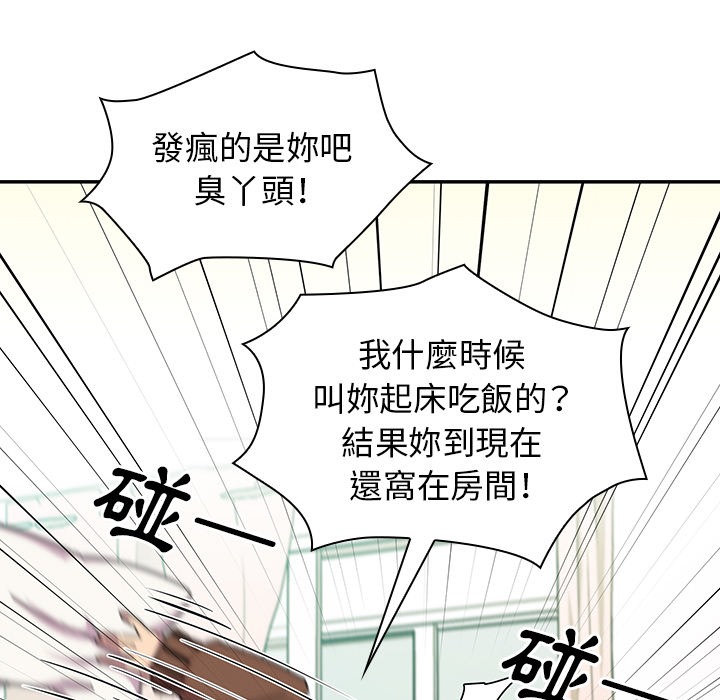 發瘋的是妳吧
臭丫頭！
我什麼時候
叫妳起床吃飯的？
結果妳到現在
還窩在房間！
碰—
碰